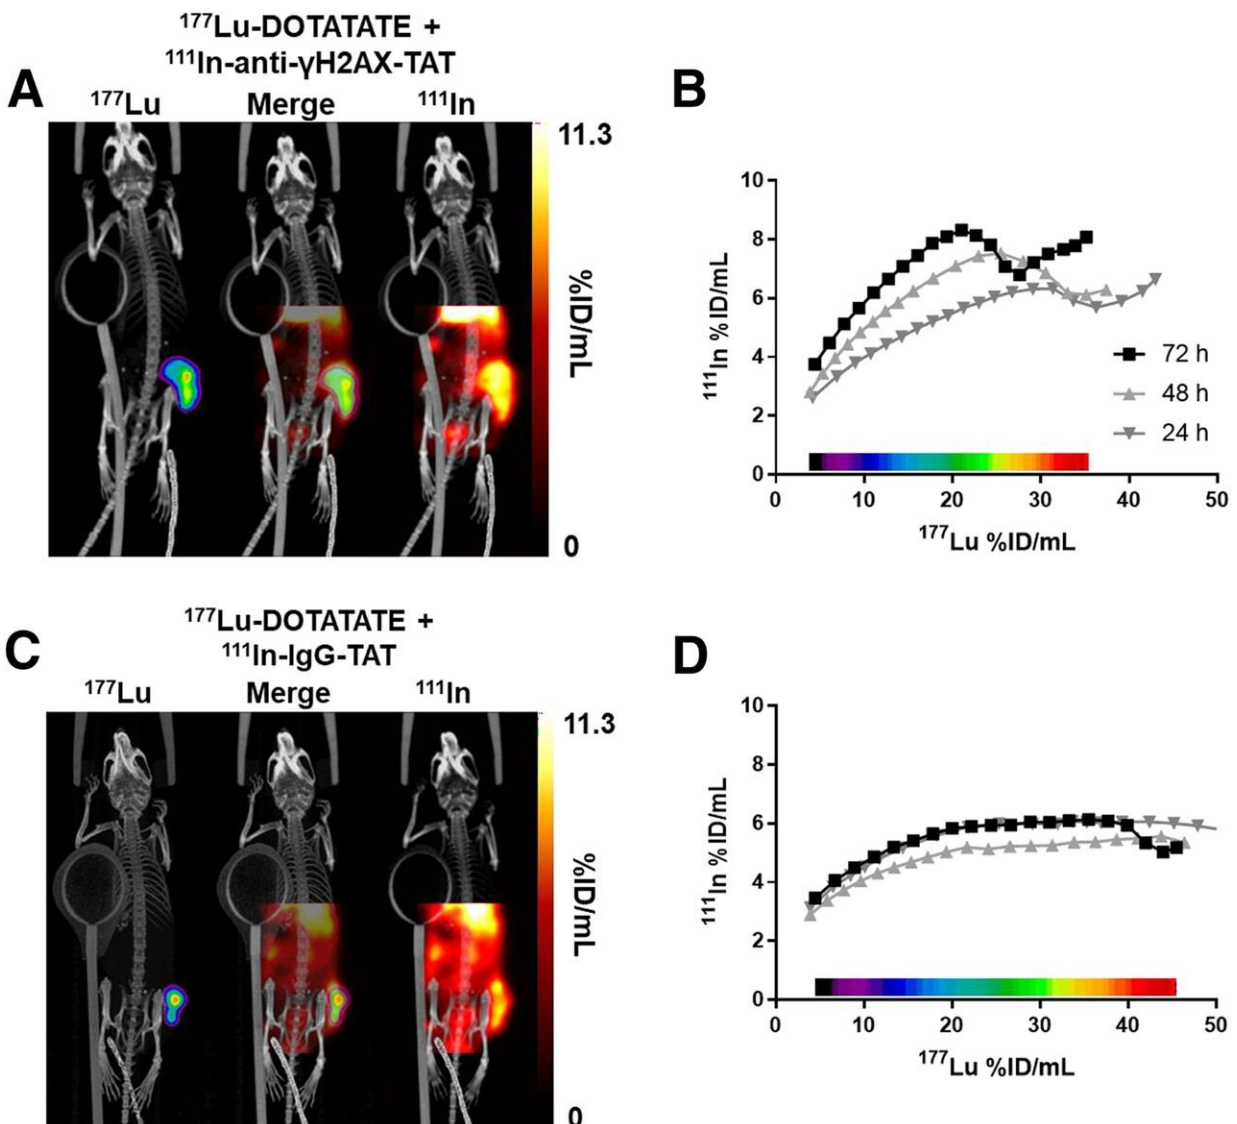 ¹⁷⁷Lu-DOTATATE +
¹¹¹In-anti-γH2AX-TAT
A
¹⁷⁷Lu Merge ¹¹¹In
11.3
%ID/mL
0
B
10
8
6
4
2
0
¹¹¹In %ID/mL
72 h
48 h
24 h
0 10 20 30 40 50
¹⁷⁷Lu %ID/mL
¹⁷⁷Lu-DOTATATE +
¹¹¹In-IgG-TAT
C
¹⁷⁷Lu Merge ¹¹¹In
11.3
%ID/mL
0
D
10
8
6
4
2
0
¹¹¹In %ID/mL
0 10 20 30 40 50
¹⁷⁷Lu %ID/mL